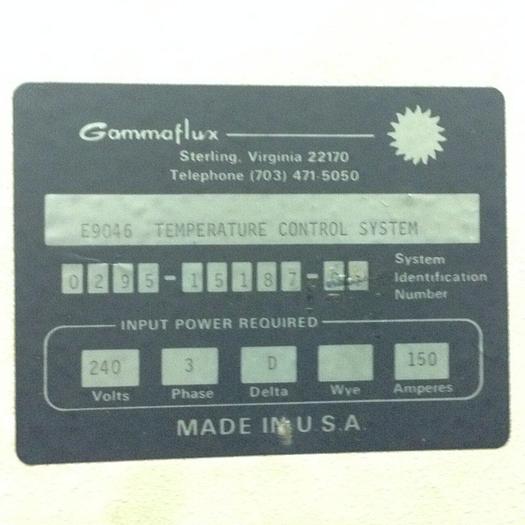 Gammaflux
Sterling, Virginia 22170
Telephone (703) 471-5050
E9046 TEMPERATURE CONTROL SYSTEM
0295-15187-
System
Identification
Number
INPUT POWER REQUIRED
240 3 D 150
Volts Phase Delta Wye Amperes
MADE IN U.S.A.